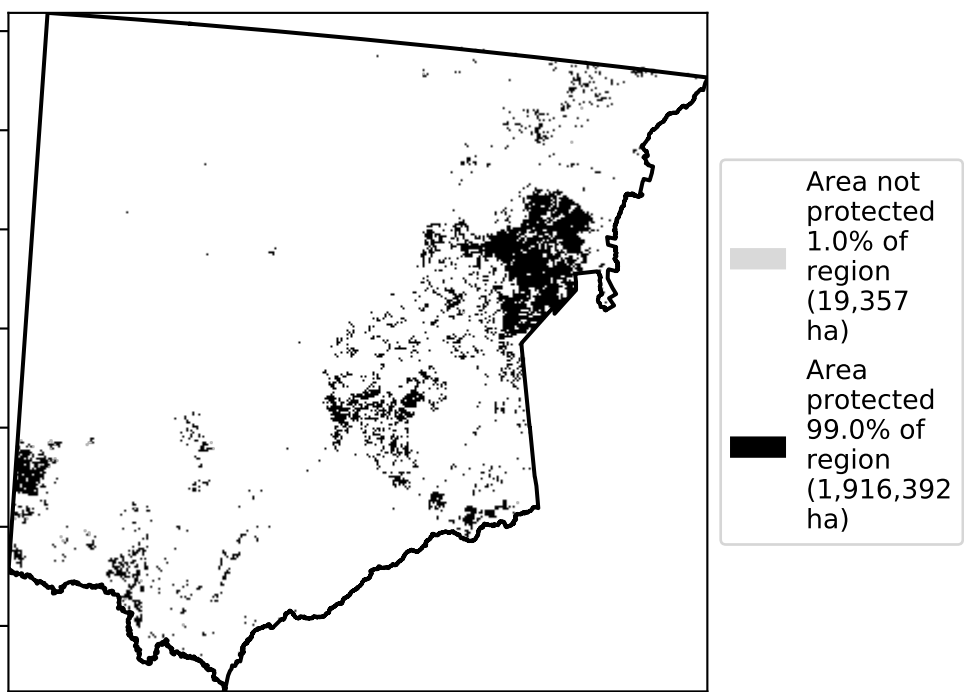 Area not
protected
1.0% of
region
(19,357
ha)
Area
protected
99.0% of
region
(1,916,392
ha)